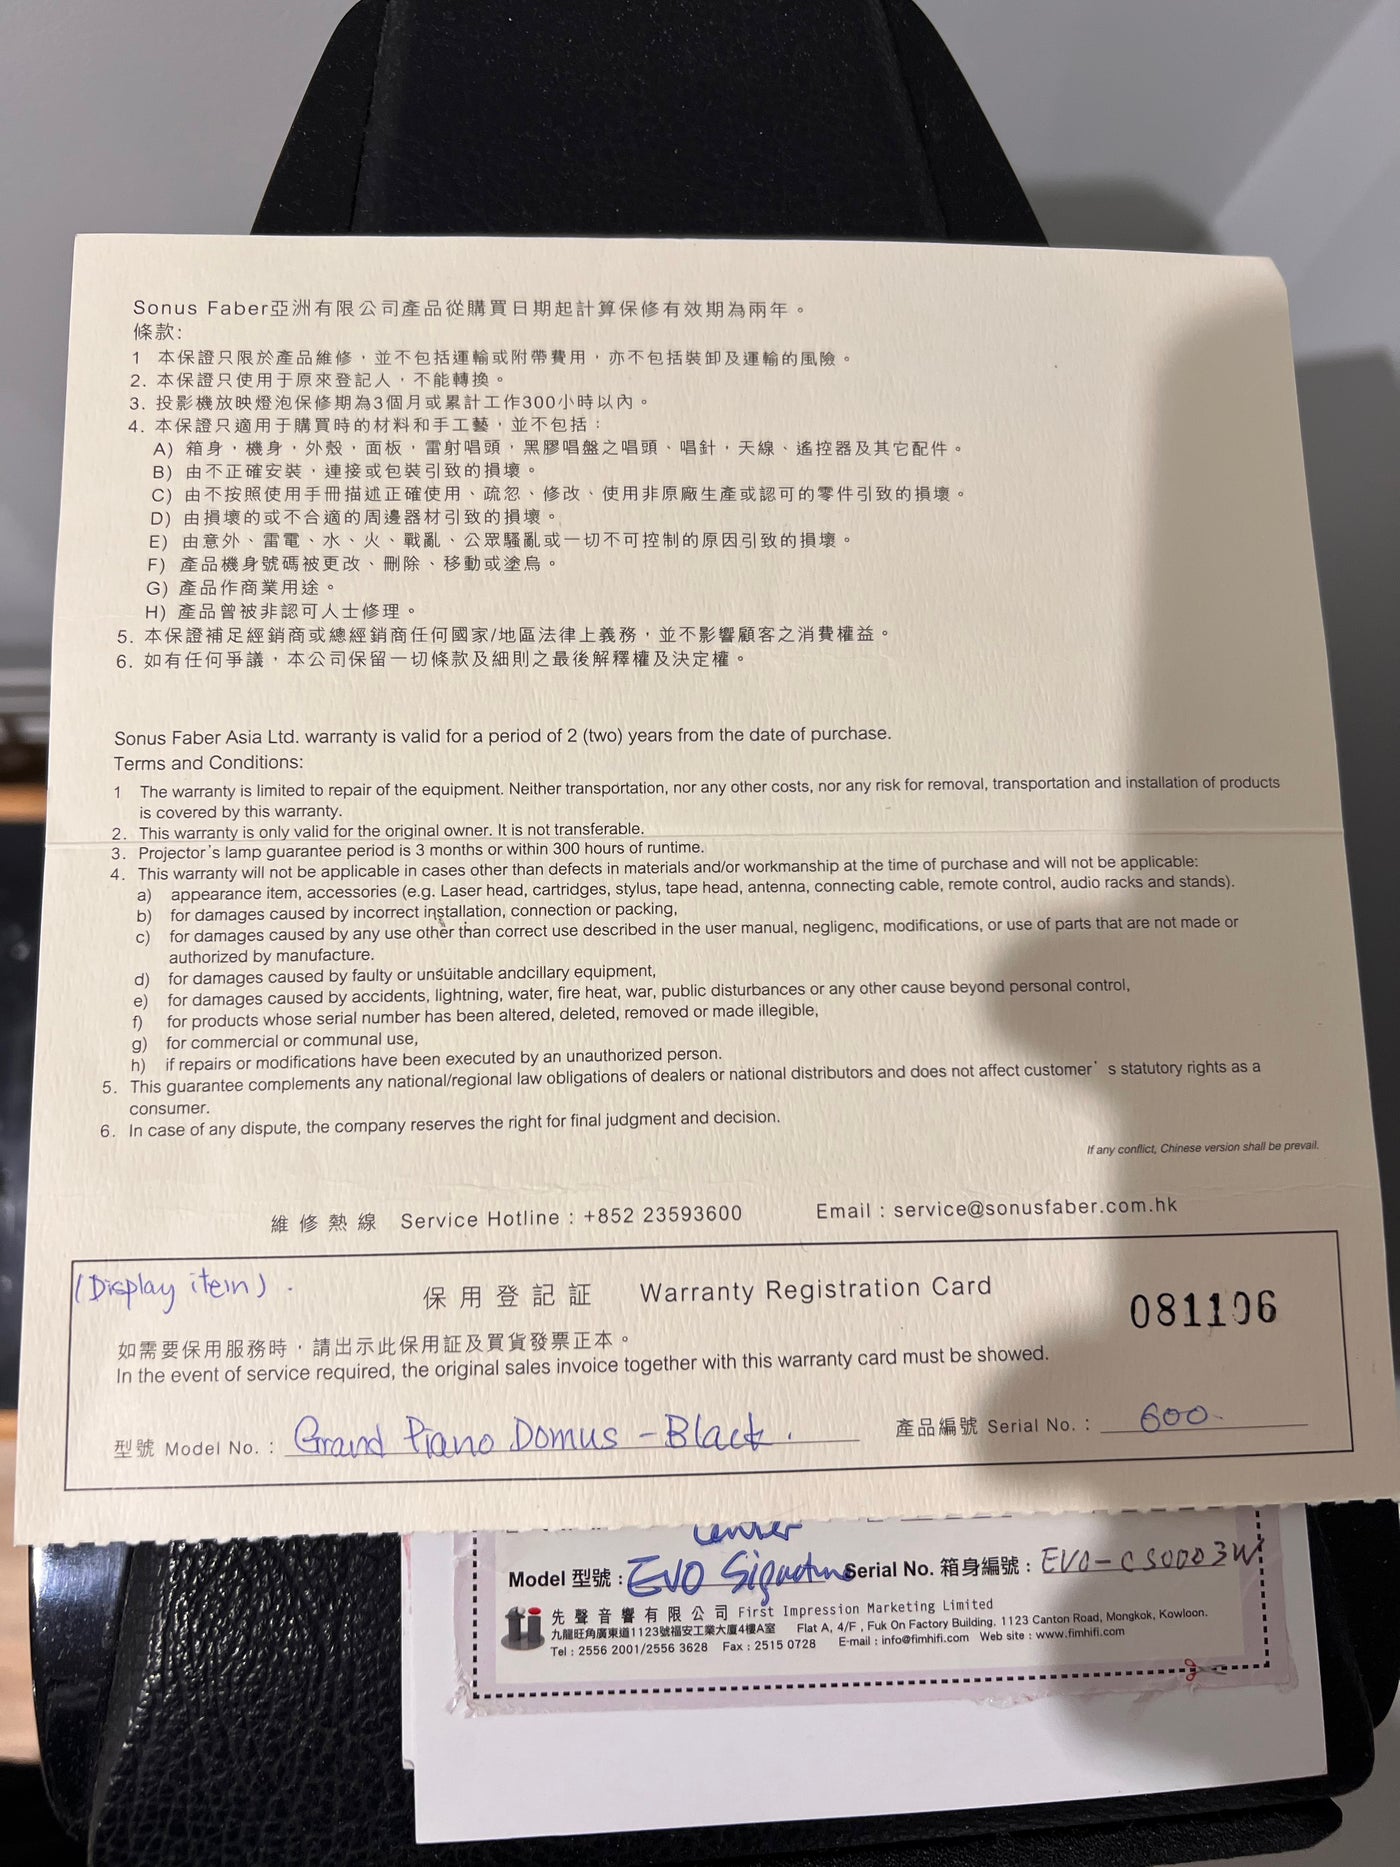 Sonus Faber亞洲有限公司產品從購買日期起計算保修有效期為兩年。
條款:
1 本保證只限於產品維修，並不包括運輸或附帶費用，亦不包括裝卸及運輸的風險。
2. 本保證只使用于原來登記人，不能轉換。
3. 投影機放映燈泡保修期為3個月或累計工作300小時以內。
4. 本保證只適用于購買時的材料和手工藝，並不包括：
A) 箱身，機身，外殼，面板，雷射唱頭，黑膠唱盤之唱頭、唱針，天線、遙控器及其它配件。
B) 由不正確安裝，連接或包裝引致的損壞。
C) 由不按照使用手冊描述正確使用、疏忽、修改、使用非原廠生產或認可的零件引致的損壞。
D) 由損壞的或不合適的周邊器材引致的損壞。
E) 由意外、雷電、水、火、戰亂、公眾騷亂或一切不可控制的原因引致的損壞。
F) 產品機身號碼被更改、刪除、移動或塗烏。
G) 產品作商業用途。
H) 產品曾被非認可人士修理。
5. 本保證補足經銷商或總經銷商任何國家/地區法律上義務，並不影響顧客之消費權益。
6. 如有任何爭議，本公司保留一切條款及細則之最後解釋權及決定權。
Sonus Faber Asia Ltd. warranty is valid for a period of 2 (two) years from the date of purchase.
Terms and Conditions:
1 The warranty is limited to repair of the equipment. Neither transportation, nor any other costs, nor any risk for removal, transportation and installation of products
is covered by this warranty.
2. This warranty is only valid for the original owner. It is not transferable.
3. Projector's lamp guarantee period is 3 months or within 300 hours of runtime.
4. This warranty will not be applicable in cases other than defects in materials and/or workmanship at the time of purchase and will not be applicable:
a) appearance item, accessories (e.g. Laser head, cartridges, stylus, tape head, antenna, connecting cable, remote control, audio racks and stands).
b) for damages caused by incorrect installation, connection or packing,
c) for damages caused by any use other than correct use described in the user manual, negligenc, modifications, or use of parts that are not made or
authorized by manufacture.
d) for damages caused by faulty or unsuitable andcillary equipment,
e) for damages caused by accidents, lightning, water, fire heat, war, public disturbances or any other cause beyond personal control,
f) for products whose serial number has been altered, deleted, removed or made illegible,
g) for commercial or communal use,
h) if repairs or modifications have been executed by an unauthorized person.
5. This guarantee complements any national/regional law obligations of dealers or national distributors and does not affect customer's statutory rights as a
consumer.
6. In case of any dispute, the company reserves the right for final judgment and decision.
If any conflict, Chinese version shall be prevail.
維修熱線 Service Hotline : +852 23593600 Email : service@sonusfaber.com.hk
(Display item).
保用登記証 Warranty Registration Card
081106
如需要保用服務時，請出示此保用証及買貨發票正本。
In the event of service required, the original sales invoice together with this warranty card must be showed.
型號 Model No. : Grand Piano Domus - Black. 產品編號 Serial No. : 600.
Center
Model 型號 : EVO Signature Serial No. 箱身編號 : EVO-CS0003W
先聲音響有限公司 First Impression Marketing Limited
九龍旺角廣東道1123號福安工業大廈4樓A室 Flat A, 4/F , Fuk On Factory Building, 1123 Canton Road, Mongkok, Kowloon.
Tel : 2556 2001/2556 3628 Fax : 2515 0728 E-mail : info@fimhifi.com Web site : www.fimhifi.com